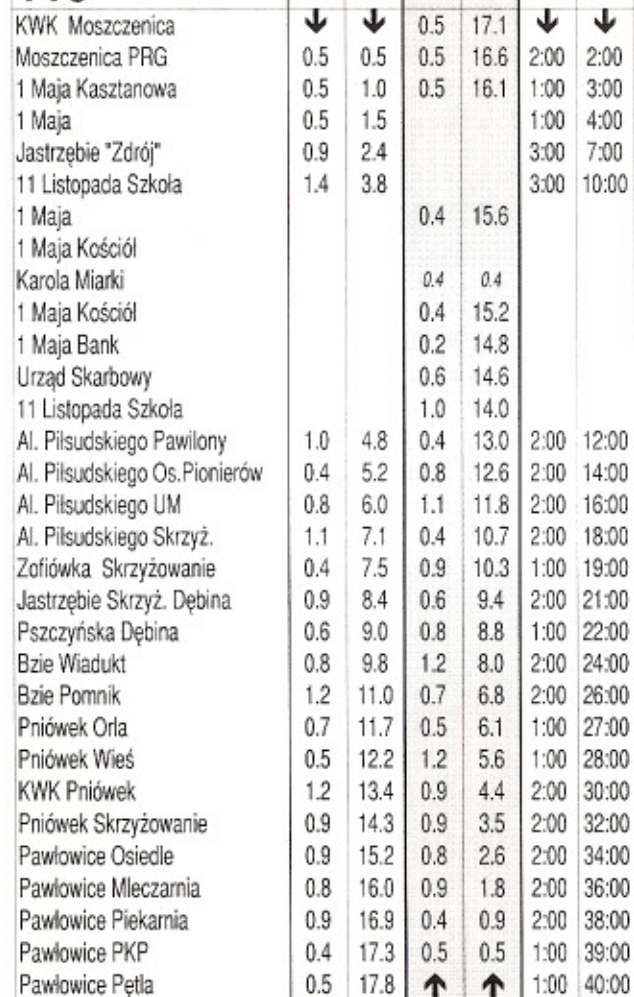 KWK Moszczenica ↓ ↓ 0.5 17.1 ↓ ↓
Moszczenica PRG 0.5 0.5 0.5 16.6 2:00 2:00
1 Maja Kasztanowa 0.5 1.0 0.5 16.1 1:00 3:00
1 Maja 0.5 1.5 1:00 4:00
Jastrzębie "Zdrój" 0.9 2.4 3:00 7:00
11 Listopada Szkoła 1.4 3.8 3:00 10:00
1 Maja 0.4 15.6
1 Maja Kościół
Karola Miarki 0.4 0.4
1 Maja Kościół 0.4 15.2
1 Maja Bank 0.2 14.8
Urząd Skarbowy 0.6 14.6
11 Listopada Szkoła 1.0 14.0
Al. Piłsudskiego Pawilony 1.0 4.8 0.4 13.0 2:00 12:00
Al. Piłsudskiego Os.Pionierów 0.4 5.2 0.8 12.6 2:00 14:00
Al. Piłsudskiego UM 0.8 6.0 1.1 11.8 2:00 16:00
Al. Piłsudskiego Skrzyż. 1.1 7.1 0.4 10.7 2:00 18:00
Zofiówka Skrzyżowanie 0.4 7.5 0.9 10.3 1:00 19:00
Jastrzębie Skrzyż. Dębina 0.9 8.4 0.6 9.4 2:00 21:00
Pszczyńska Dębina 0.6 9.0 0.8 8.8 1:00 22:00
Bzie Wiadukt 0.8 9.8 1.2 8.0 2:00 24:00
Bzie Pomnik 1.2 11.0 0.7 6.8 2:00 26:00
Pniówek Orla 0.7 11.7 0.5 6.1 1:00 27:00
Pniówek Wieś 0.5 12.2 1.2 5.6 1:00 28:00
KWK Pniówek 1.2 13.4 0.9 4.4 2:00 30:00
Pniówek Skrzyżowanie 0.9 14.3 0.9 3.5 2:00 32:00
Pawłowice Osiedle 0.9 15.2 0.8 2.6 2:00 34:00
Pawłowice Mleczarnia 0.8 16.0 0.9 1.8 2:00 36:00
Pawłowice Piekarnia 0.9 16.9 0.4 0.9 2:00 38:00
Pawłowice PKP 0.4 17.3 0.5 0.5 1:00 39:00
Pawłowice Pętla 0.5 17.8 ↑ ↑ 1:00 40:00